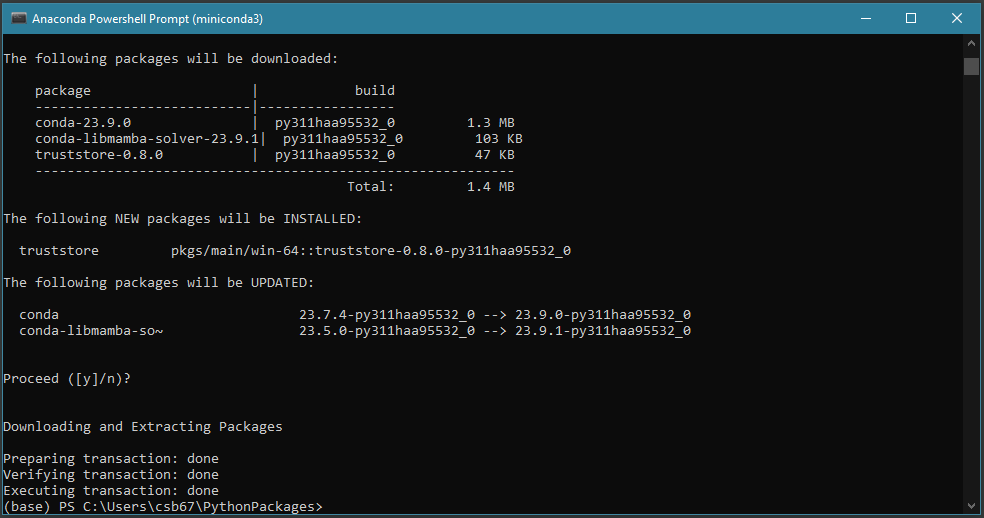 Anaconda Powershell Prompt (miniconda3)
The following packages will be downloaded:
    package                    |            build
    ---------------------------|-----------------
    conda-23.9.0               |  py311haa95532_0         1.3 MB
    conda-libmamba-solver-23.9.1|  py311haa95532_0         103 KB
    truststore-0.8.0           |  py311haa95532_0          47 KB
    ------------------------------------------------------------
                                           Total:         1.4 MB
The following NEW packages will be INSTALLED:
  truststore         pkgs/main/win-64::truststore-0.8.0-py311haa95532_0
The following packages will be UPDATED:
  conda                              23.7.4-py311haa95532_0 --> 23.9.0-py311haa95532_0
  conda-libmamba-so~                 23.5.0-py311haa95532_0 --> 23.9.1-py311haa95532_0
Proceed ([y]/n)?
Downloading and Extracting Packages
Preparing transaction: done
Verifying transaction: done
Executing transaction: done
(base) PS C:\Users\csb67\PythonPackages>